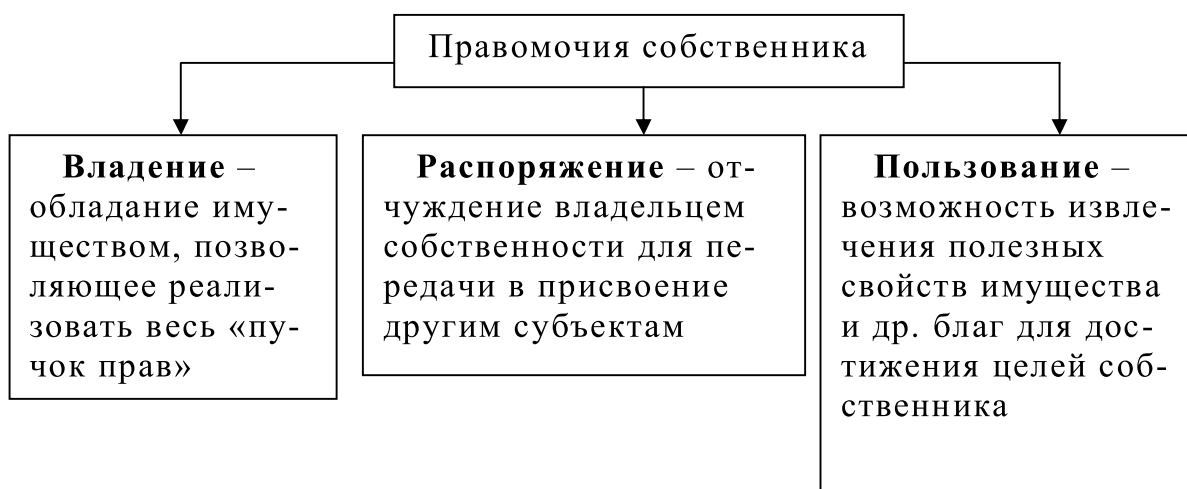 Правомочия собственника
Владение –
обладание иму-
ществом, позво-
ляющее реали-
зовать весь «пу-
чок прав»
Распоряжение – от-
чуждение владельцем
собственности для пе-
редачи в присвоение
другим субъектам
Пользование –
возможность извле-
чения полезных
свойств имущества
и др. благ для дос-
тижения целей соб-
ственника